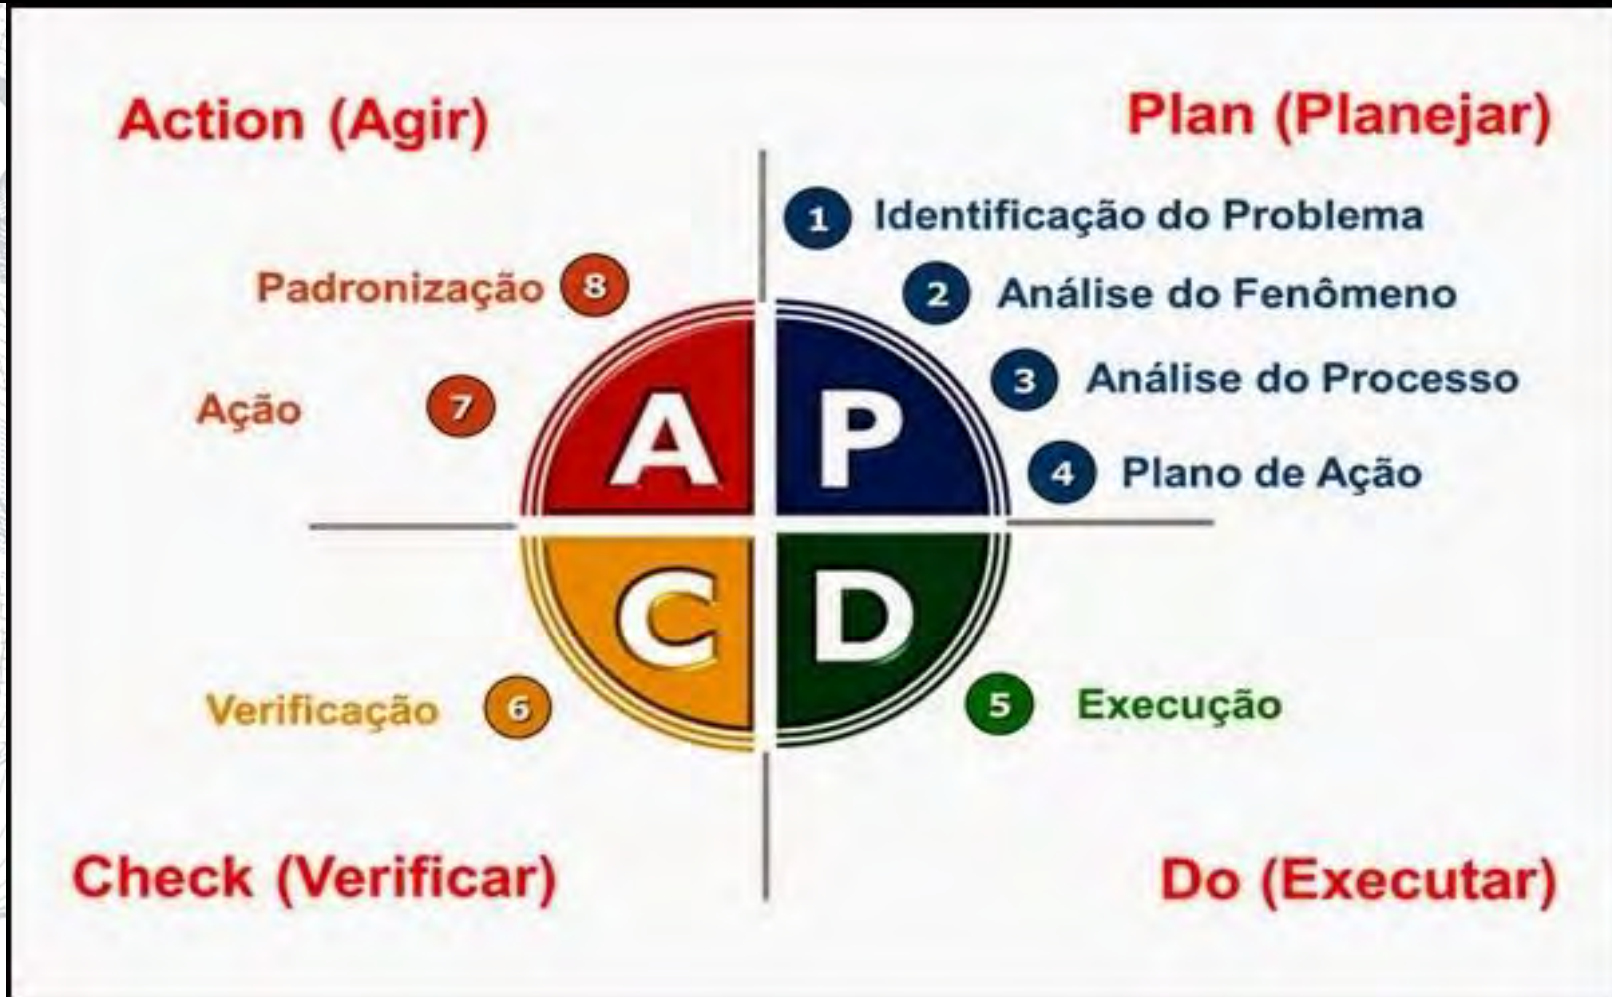 Action (Agir)
Plan (Planejar)
1 Identificação do Problema
2 Análise do Fenômeno
3 Análise do Processo
4 Plano de Ação
Padronização 8
Ação 7
A P
C D
Verificação 6
5 Execução
Check (Verificar)
Do (Executar)